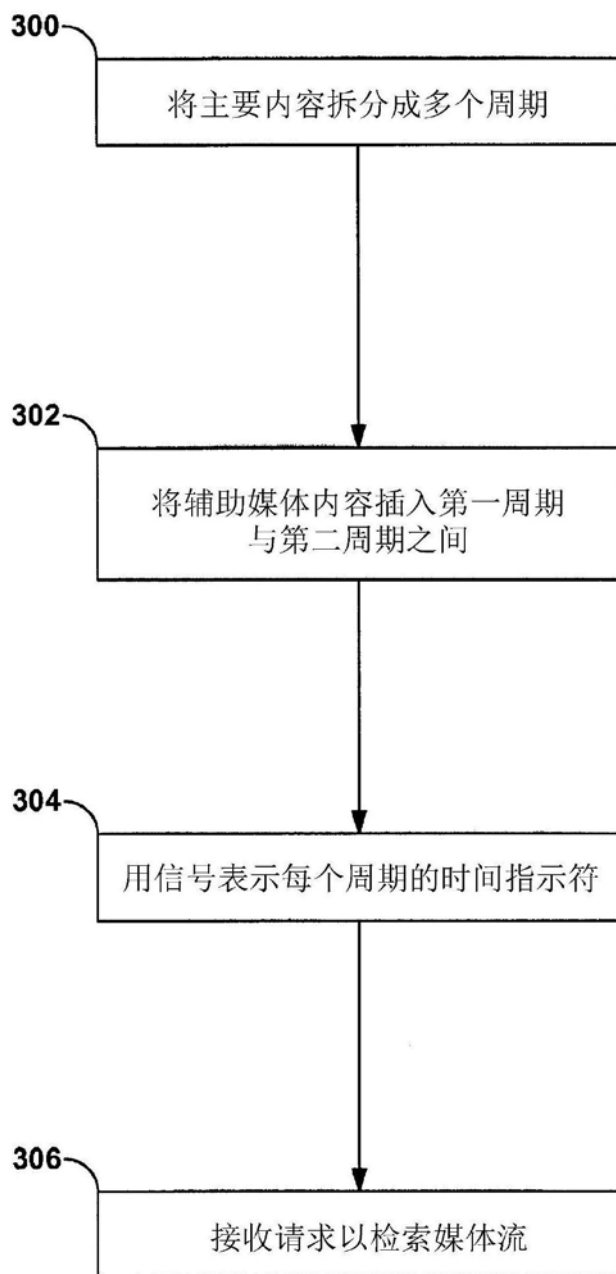 300
将主要内容拆分成多个周期
302
将辅助媒体内容插入第一周期
与第二周期之间
304
用信号表示每个周期的时间指示符
306
接收请求以检索媒体流